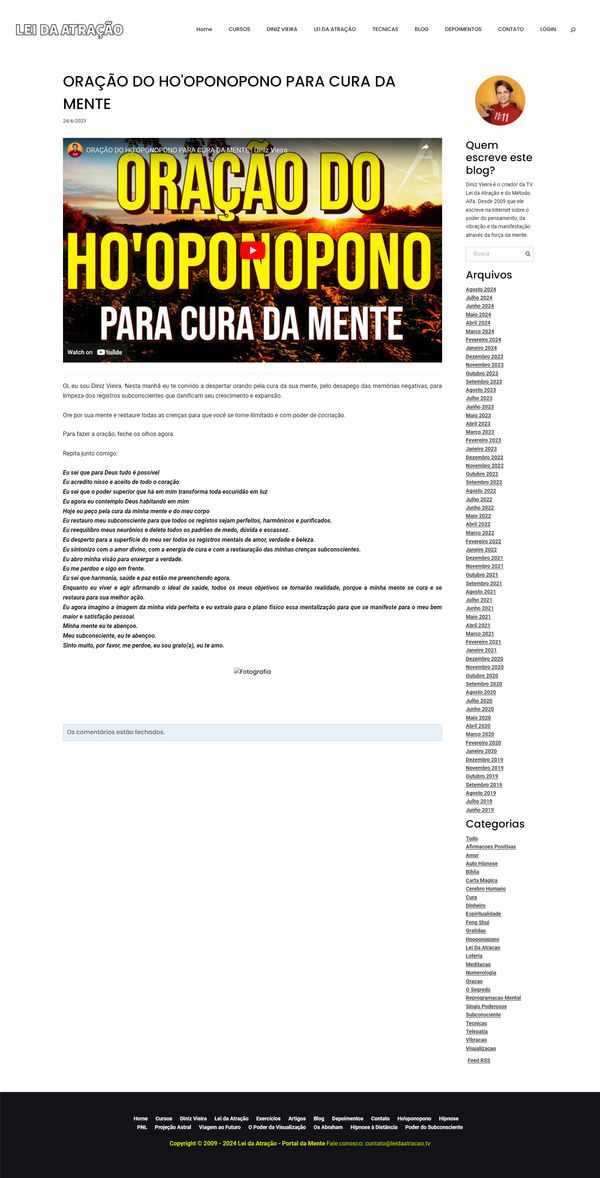 LEI DA ATRAÇÃO
Home CURSOS DINIZ VIEIRA LEI DA ATRAÇÃO TECNICAS BLOG DEPOIMENTOS CONTATO LOGIN
ORAÇÃO DO HO'OPONOPONO PARA CURA DA
MENTE
24/6/2023
ORAÇÃO DO HO'OPONOPONO PARA CURA DA MENTE | Diniz Vieira
Share
ORAÇÃO DO
HO'OPONOPONO
PARA CURA DA MENTE
Watch on YouTube
Oi, eu sou Diniz Vieira. Nesta manhã eu te convido a despertar orando pela cura da sua mente, pelo desapego das memórias negativas, para
limpeza dos registros subconscientes que danificam seu crescimento e expansão.
Ore por sua mente e restaure todas as crenças para que você se torne ilimitado e com poder de cocriação.
Para fazer a oração, feche os olhos agora.
Repita junto comigo:
Eu sei que para Deus tudo é possível
Eu acredito nisso e aceito de todo o coração
Eu sei que o poder superior que há em mim transforma toda escuridão em luz
Eu agora eu contemplo Deus habitando em mim
Hoje eu peço pela cura da minha mente e do meu corpo
Eu restauro meu subconsciente para que todos os registos sejam perfeitos, harmônicos e purificados.
Eu reequilibro meus neurônios e deleto todos os padrões de medo, dúvida e escassez.
Eu desperto para a superfície do meu ser todos os registros mentais de amor, verdade e beleza.
Eu sintonizo com o amor divino, com a energia de cura e com a restauração das minhas crenças subconscientes.
Eu abro minha visão para enxergar a verdade.
Eu me perdoo e sigo em frente.
Eu sei que harmonia, saúde e paz estão me preenchendo agora.
Enquanto eu viver e agir afirmando o ideal de saúde, todos os meus objetivos se tornarão realidade, porque a minha mente se cura e se
restaura para sua melhor ação.
Eu agora imagino a imagem da minha vida perfeita e eu extraio para o plano físico essa mentalização para que se manifeste para o meu bem
maior e satisfação pessoal.
Minha mente eu te abençoo.
Meu subconsciente, eu te abençoo.
Sinto muito, por favor, me perdoe, eu sou grato(a), eu te amo.
Fotografia
Os comentários estão fechados.
11:11
Quem
escreve este
blog?
Diniz Vieira é o criador da TV
Lei da Atração e do Método
Alfa. Desde 2009 que ele
escreve na Internet sobre o
poder do pensamento, da
vibração e da manifestação
através da força da mente.
Busca
Arquivos
Agosto 2024
Julho 2024
Junho 2024
Maio 2024
Abril 2024
Março 2024
Fevereiro 2024
Janeiro 2024
Dezembro 2023
Novembro 2023
Outubro 2023
Setembro 2023
Agosto 2023
Julho 2023
Junho 2023
Maio 2023
Abril 2023
Março 2023
Fevereiro 2023
Janeiro 2023
Dezembro 2022
Novembro 2022
Outubro 2022
Setembro 2022
Agosto 2022
Julho 2022
Junho 2022
Maio 2022
Abril 2022
Março 2022
Fevereiro 2022
Janeiro 2022
Dezembro 2021
Novembro 2021
Outubro 2021
Setembro 2021
Agosto 2021
Julho 2021
Junho 2021
Maio 2021
Abril 2021
Março 2021
Fevereiro 2021
Janeiro 2021
Dezembro 2020
Novembro 2020
Outubro 2020
Setembro 2020
Agosto 2020
Julho 2020
Junho 2020
Maio 2020
Abril 2020
Março 2020
Fevereiro 2020
Janeiro 2020
Dezembro 2019
Novembro 2019
Outubro 2019
Setembro 2019
Agosto 2019
Julho 2019
Junho 2019
Categorias
Tudo
Afirmacoes Positivas
Amor
Auto Hipnose
Biblia
Carta Magica
Cerebro Humano
Cura
Dinheiro
Espiritualidade
Feng Shui
Gratidao
Hooponopono
Lei Da Atracao
Loteria
Meditacao
Numerologia
Oracao
O Segredo
Reprogramacao Mental
Sinais Poderosos
Subconsciente
Tecnicas
Telepatia
Vibracao
Visualizacao
Feed RSS
Home Cursos Diniz Vieira Lei da Atração Exercícios Artigos Blog Depoimentos Contato Ho'oponopono Hipnose
PNL Projeção Astral Viagem ao Futuro O Poder da Visualização Os Abraham Hipnose à Distância Poder do Subconsciente
Copyright © 2009 - 2024 Lei da Atração - Portal da Mente Fale conosco: contato@leidaatracao.tv